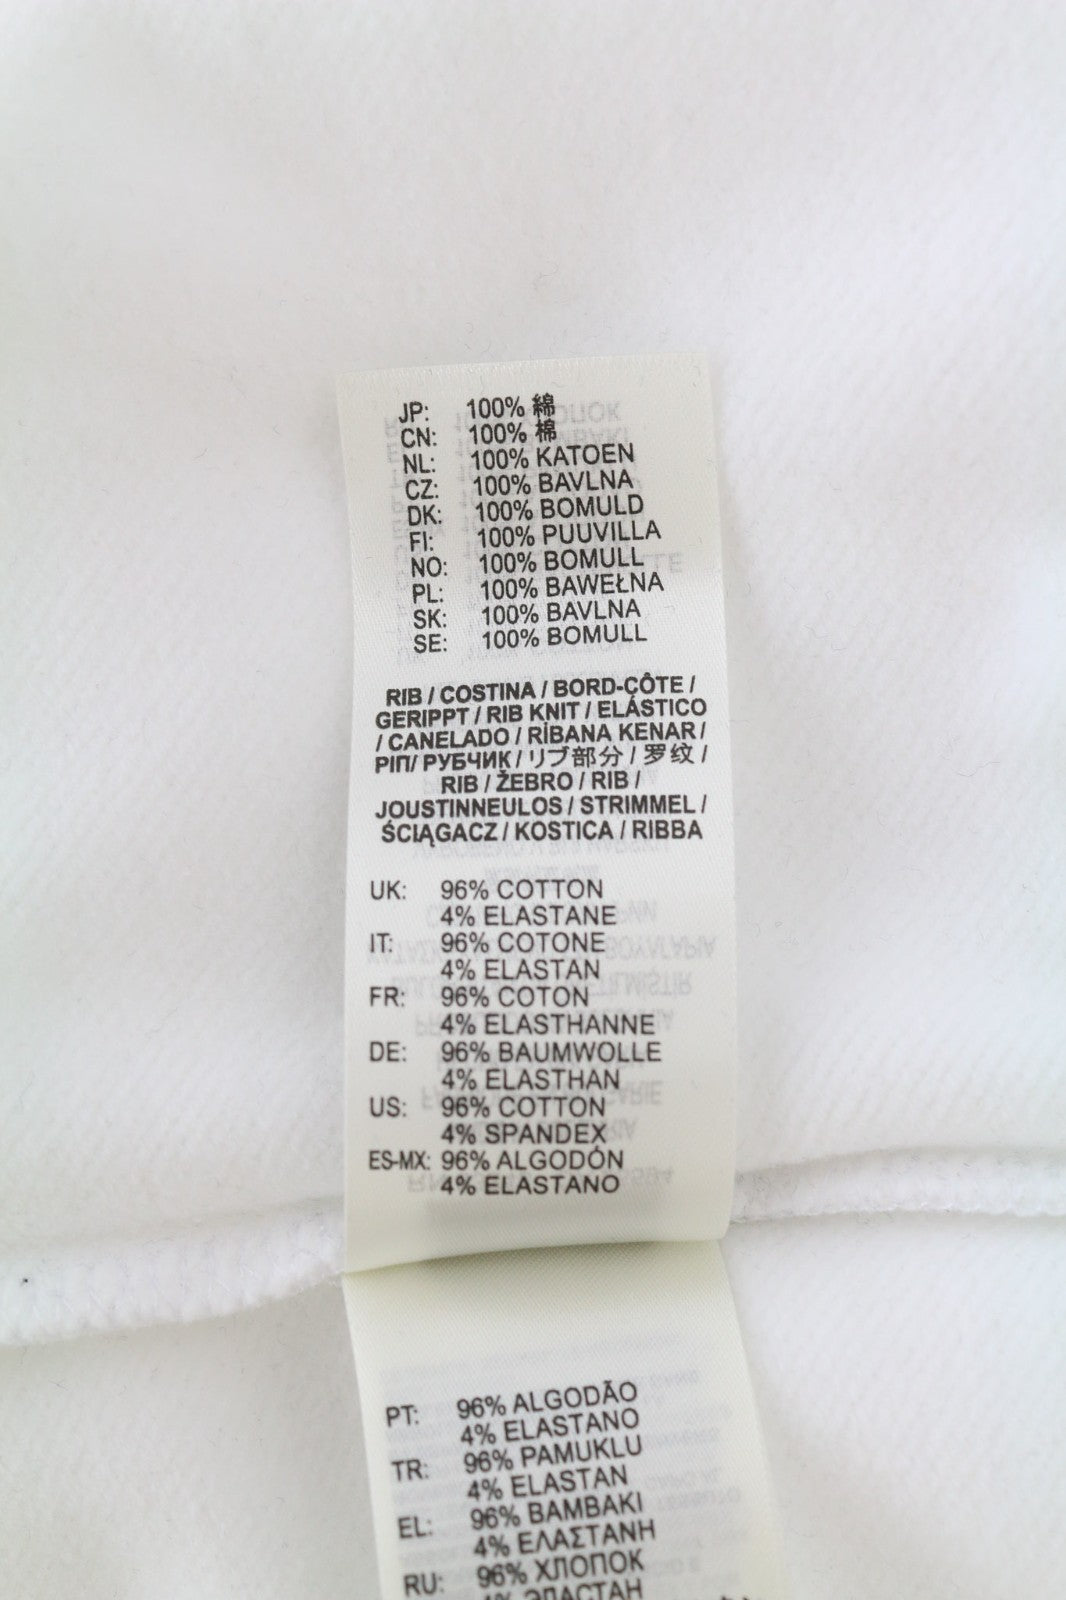 JP: 100% 綿
CN: 100% 棉
NL: 100% KATOEN
CZ: 100% BAVLNA
DK: 100% BOMULD
FI: 100% PUUVILLA
NO: 100% BOMULL
PL: 100% BAWEŁNA
SK: 100% BAVLNA
SE: 100% BOMULL
RIB / COSTINA / BORD-CÔTE /
GERIPPT / RIB KNIT / ELÁSTICO
/ CANELADO / RİBANA KENAR /
ΡΙΠ/ РУБЧИК / リブ部分 / 罗纹 /
RIB / ŽEBRO / RIB /
JOUSTINNEULOS / STRIMMEL /
ŚCIĄGACZ / KOSTICA / RIBBA
UK: 96% COTTON
4% ELASTANE
IT: 96% COTONE
4% ELASTAN
FR: 96% COTON
4% ELASTHANNE
DE: 96% BAUMWOLLE
4% ELASTHAN
US: 96% COTTON
4% SPANDEX
ES-MX: 96% ALGODÓN
4% ELASTANO
PT: 96% ALGODÃO
4% ELASTANO
TR: 96% PAMUKLU
4% ELASTAN
EL: 96% ΒΑΜΒΑΚΙ
4% ΕΛΑΣΤΑΝΗ
RU: 96% ХЛОПОК
4% ЭЛАСТАН